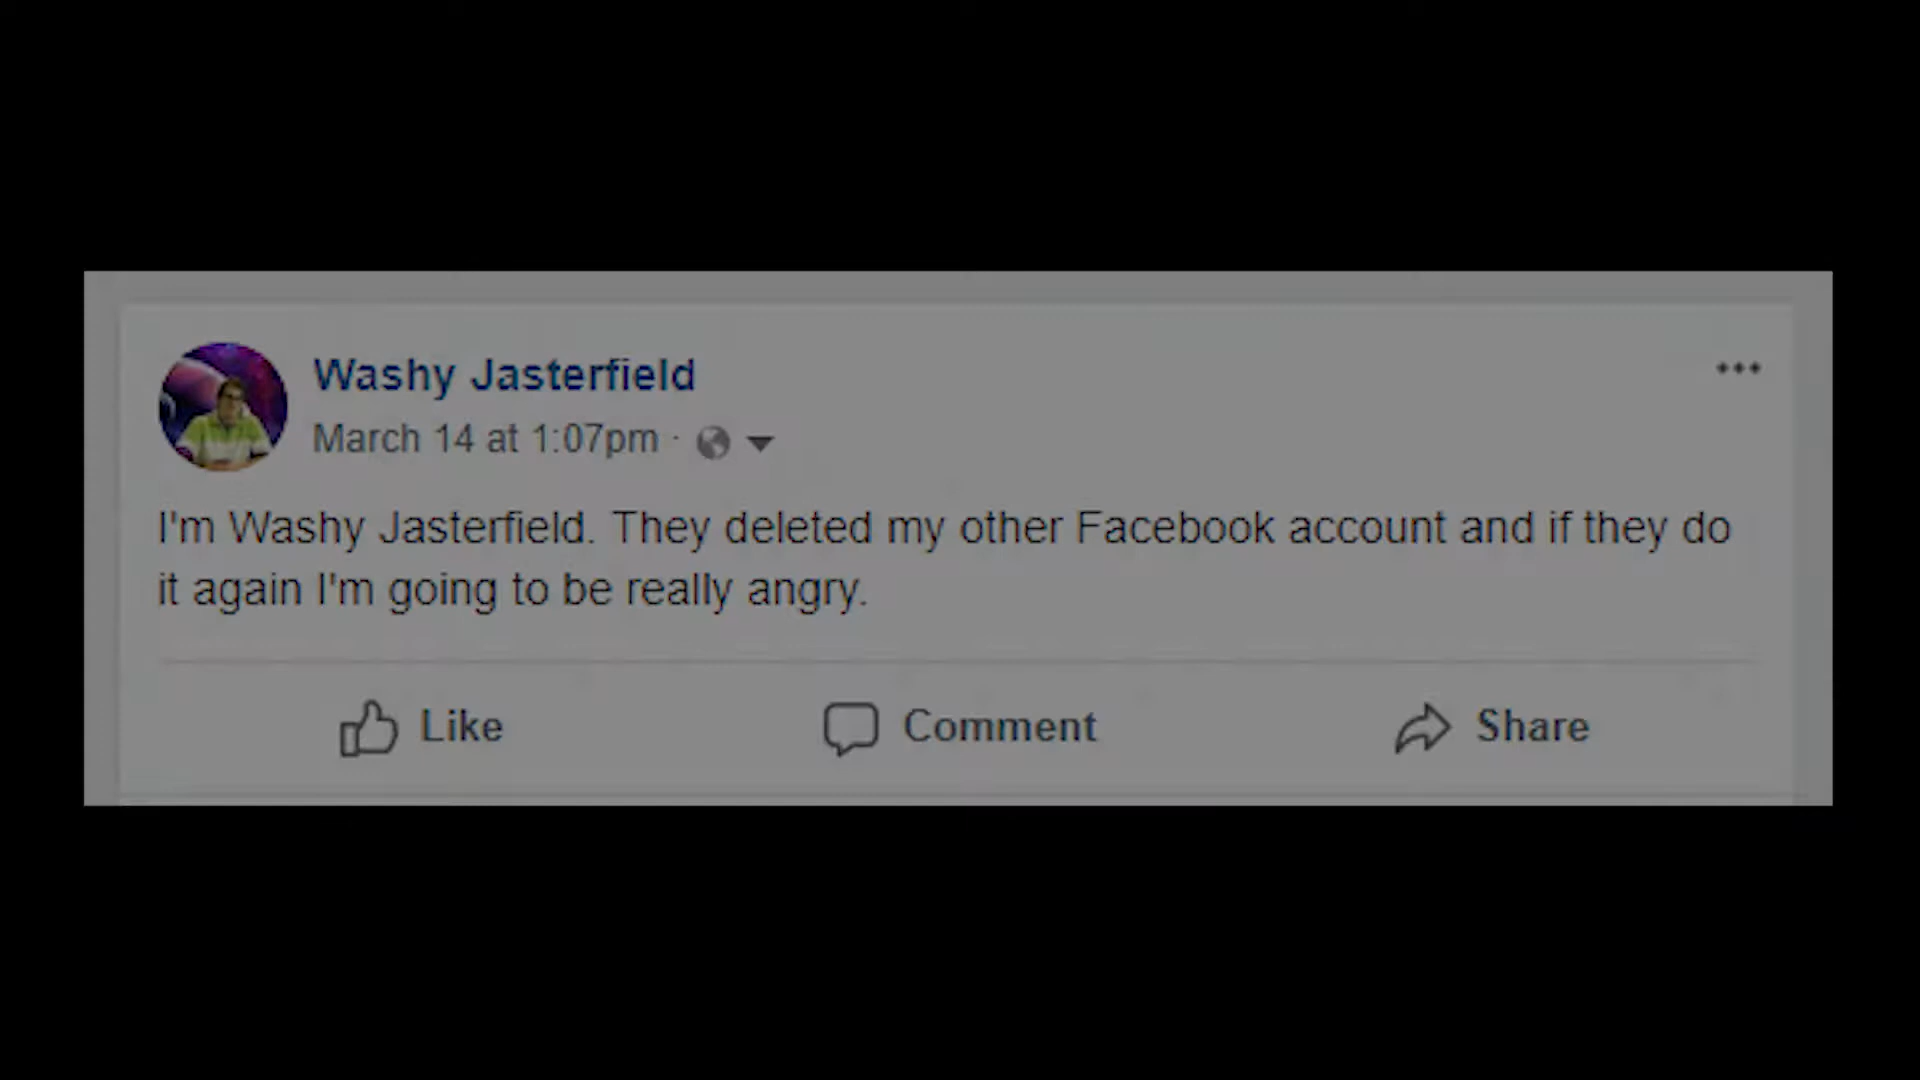 Washy Jasterfield
March 14 at 1:07pm ·
I'm Washy Jasterfield. They deleted my other Facebook account and if they do
it again I'm going to be really angry.
Like Comment Share